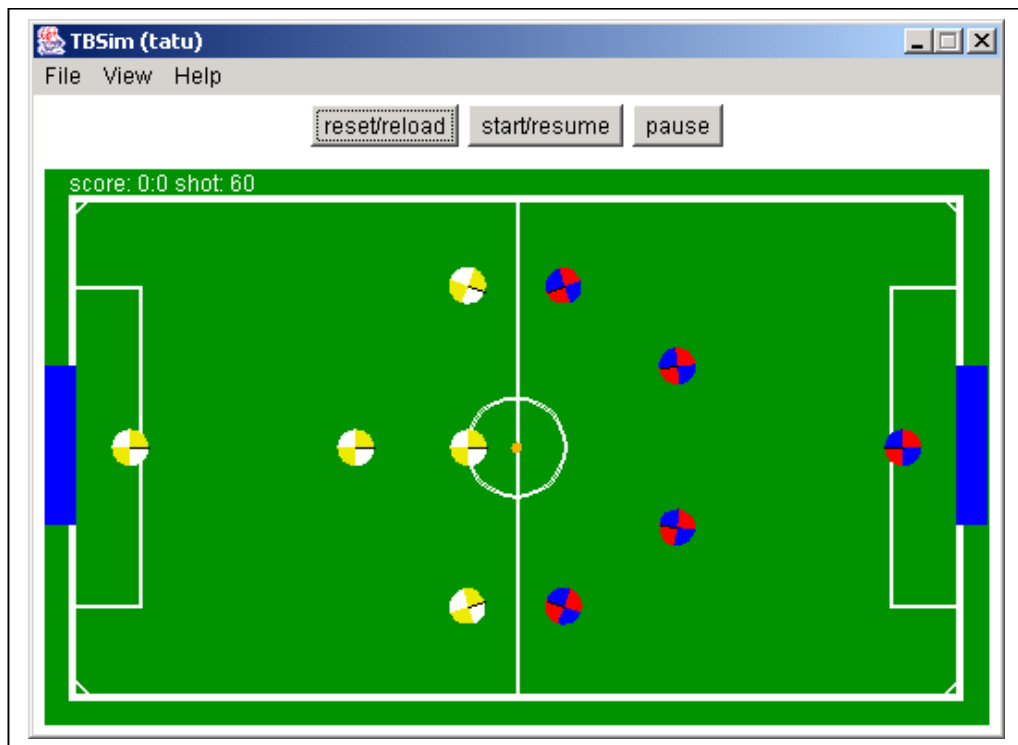 TBSim (tatu)
File View Help
reset/reload start/resume pause
score: 0:0 shot: 60